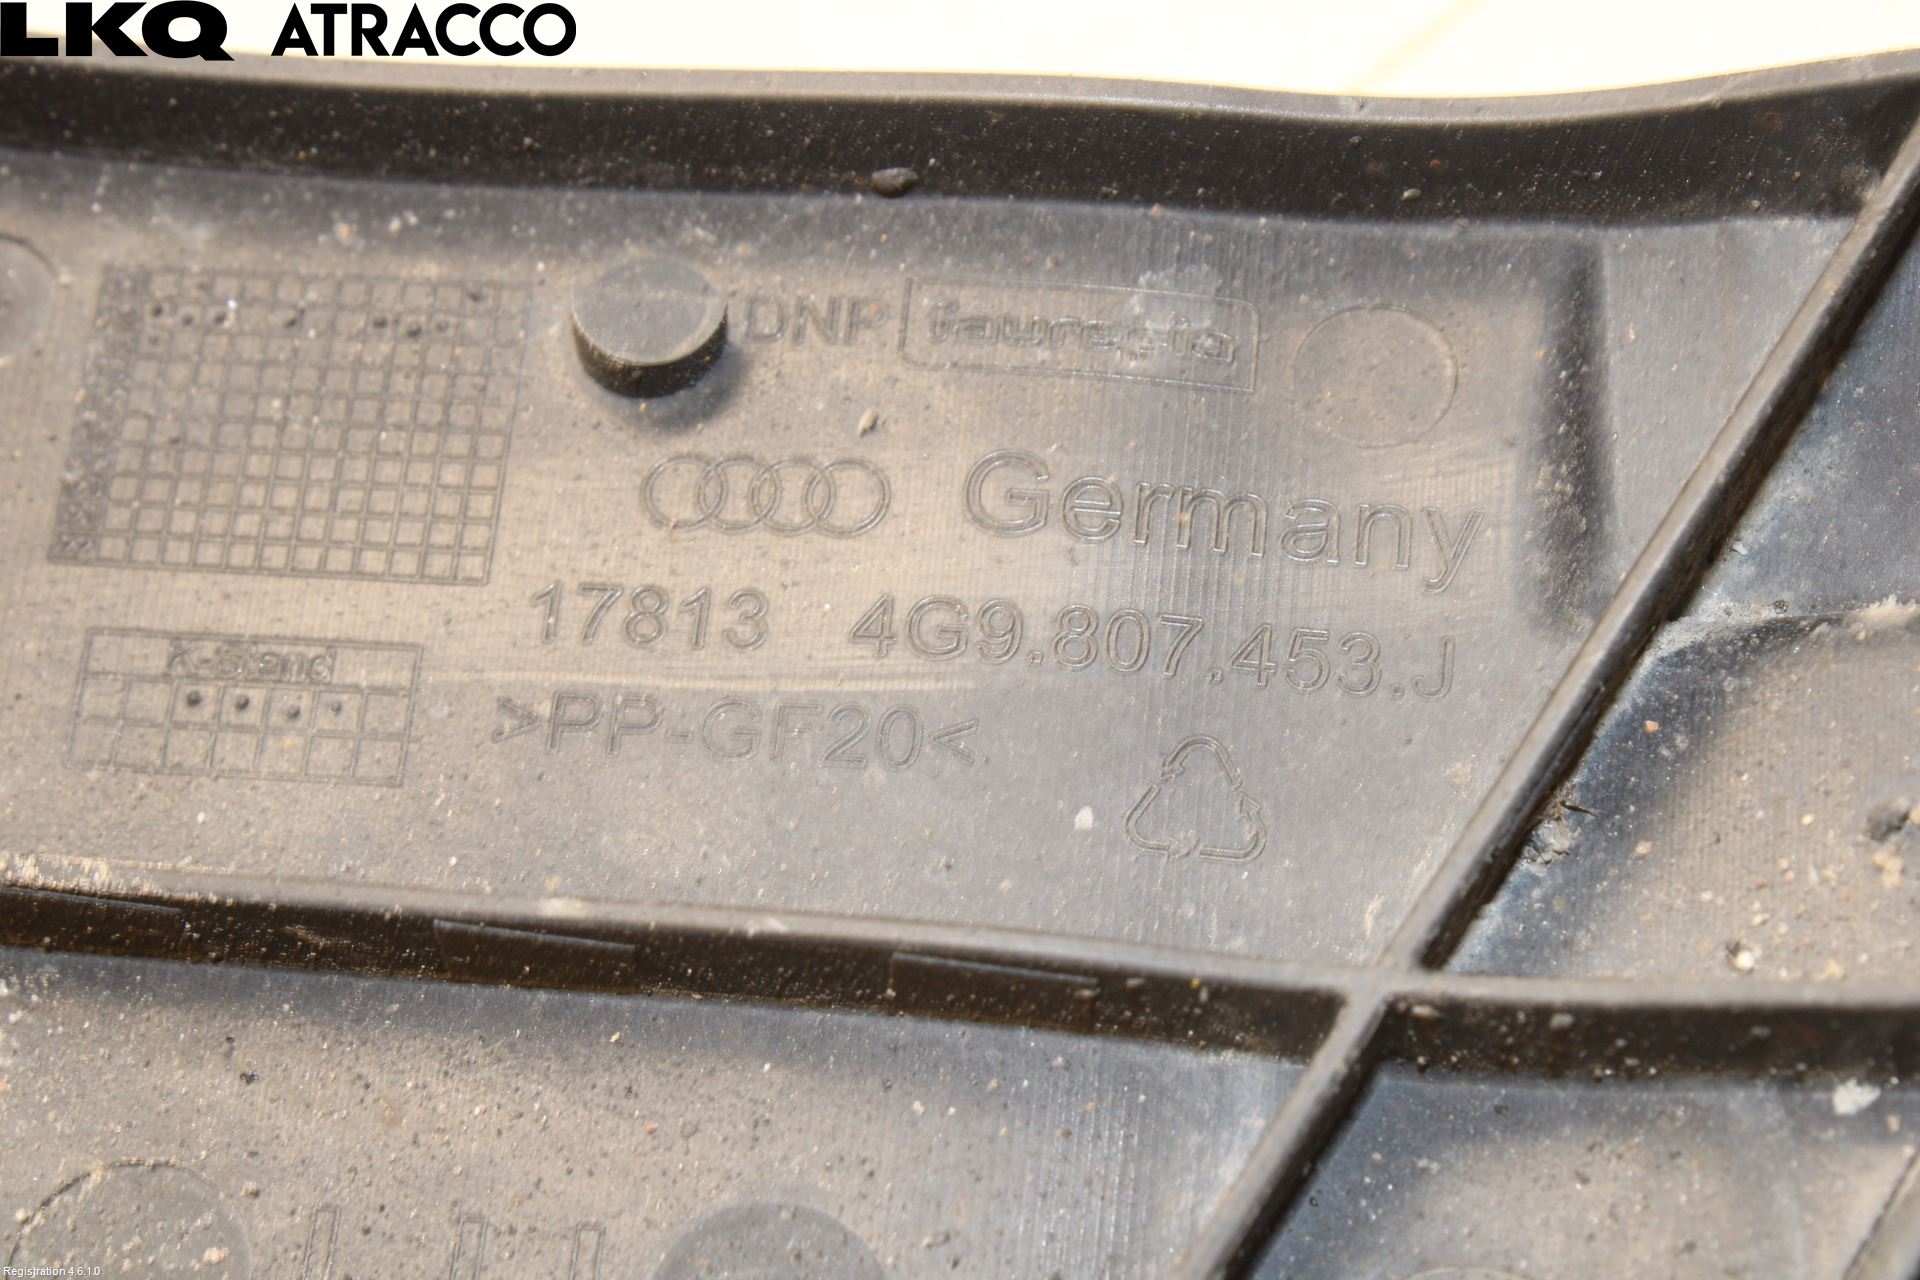 LKQ ATRACCO
DNP faurecia
Germany
17813 4G9.807.453.J
K-Stand
>PP-GF20<
Registration 4.6.1.0